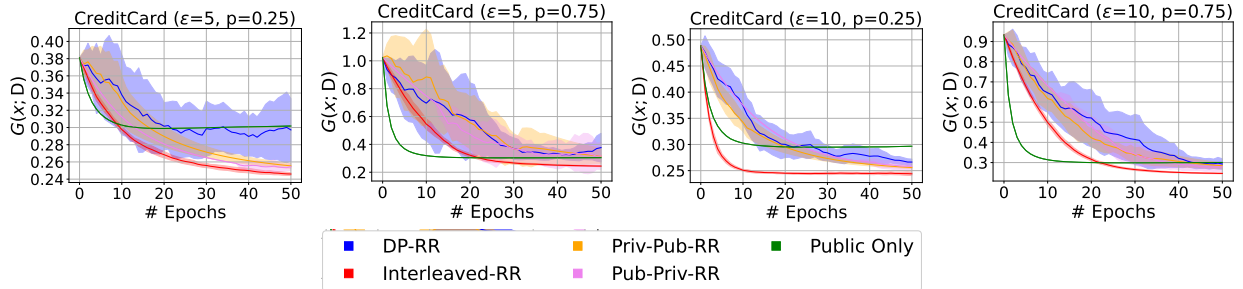 CreditCard (ε=5, p=0.25)
G(x; D)
0.40
0.38
0.36
0.34
0.32
0.30
0.28
0.26
0.24
0 10 20 30 40 50
# Epochs
CreditCard (ε=5, p=0.75)
G(x; D)
1.2
1.0
0.8
0.6
0.4
0.2
0 10 20 30 40 50
# Epochs
CreditCard (ε=10, p=0.25)
G(x; D)
0.50
0.45
0.40
0.35
0.30
0.25
0 10 20 30 40 50
# Epochs
CreditCard (ε=10, p=0.75)
G(x; D)
0.9
0.8
0.7
0.6
0.5
0.4
0.3
0 10 20 30 40 50
# Epochs
DP-RR Priv-Pub-RR Public Only
Interleaved-RR Pub-Priv-RR